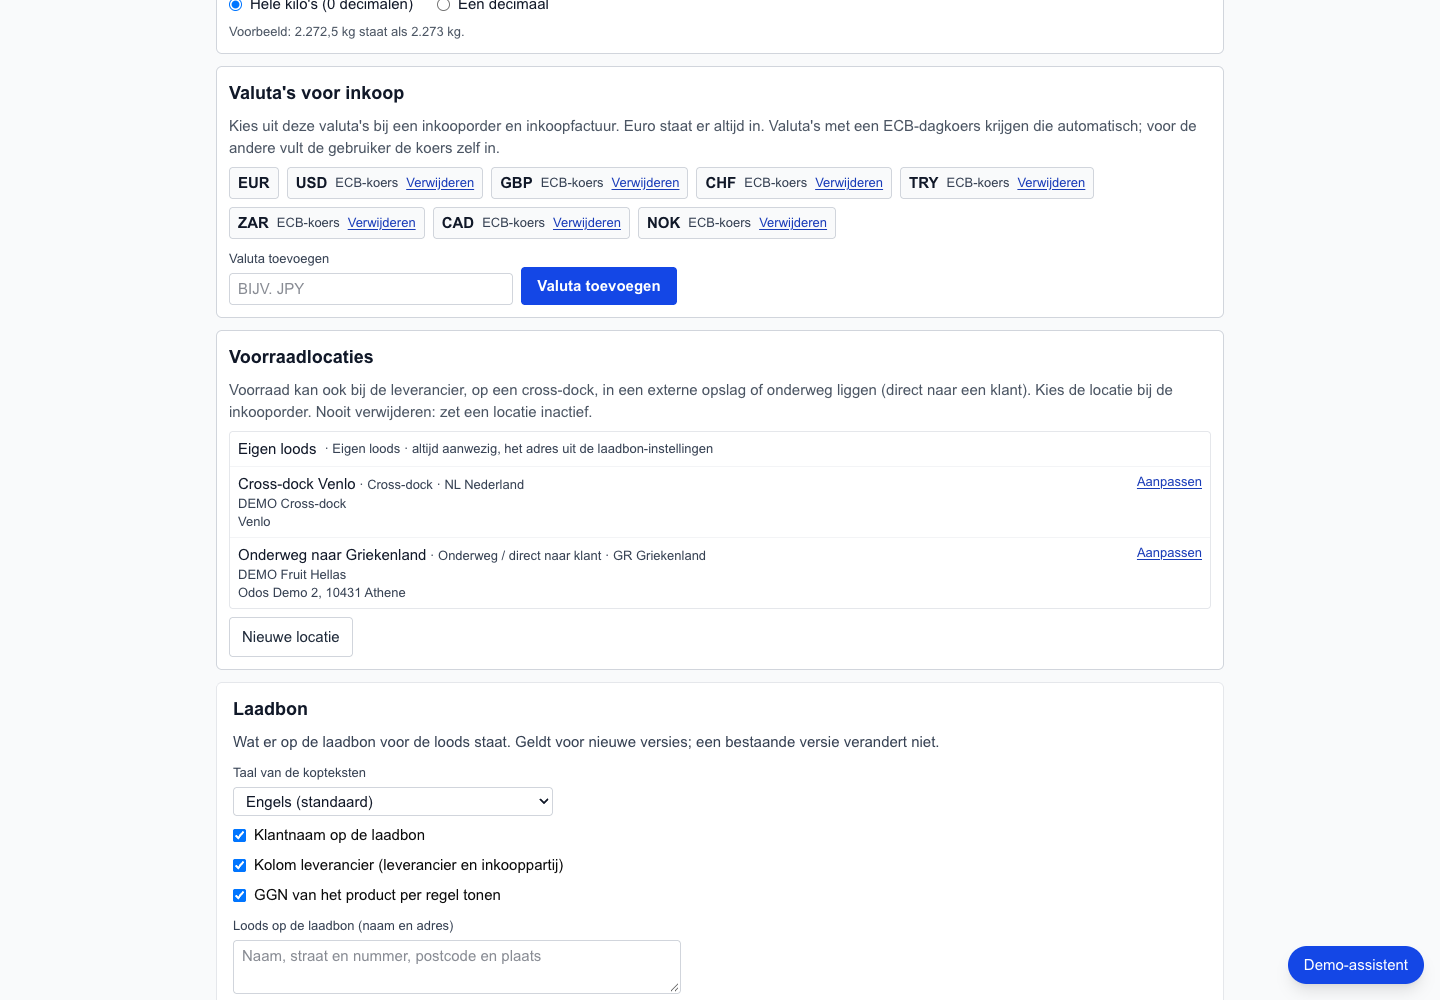 Hele kilo's (0 decimalen) Eén decimaal
Voorbeeld: 2.272,5 kg staat als 2.273 kg.
Valuta's voor inkoop
Kies uit deze valuta's bij een inkooporder en inkoopfactuur. Euro staat er altijd in. Valuta's met een ECB-dagkoers krijgen die automatisch; voor de
andere vult de gebruiker de koers zelf in.
EUR USD ECB-koers Verwijderen GBP ECB-koers Verwijderen CHF ECB-koers Verwijderen TRY ECB-koers Verwijderen
ZAR ECB-koers Verwijderen CAD ECB-koers Verwijderen NOK ECB-koers Verwijderen
Valuta toevoegen
BIJV. JPY Valuta toevoegen
Voorraadlocaties
Voorraad kan ook bij de leverancier, op een cross-dock, in een externe opslag of onderweg liggen (direct naar een klant). Kies de locatie bij de
inkooporder. Nooit verwijderen: zet een locatie inactief.
Eigen loods · Eigen loods · altijd aanwezig, het adres uit de laadbon-instellingen
Cross-dock Venlo · Cross-dock · NL Nederland Aanpassen
DEMO Cross-dock
Venlo
Onderweg naar Griekenland · Onderweg / direct naar klant · GR Griekenland Aanpassen
DEMO Fruit Hellas
Odos Demo 2, 10431 Athene
Nieuwe locatie
Laadbon
Wat er op de laadbon voor de loods staat. Geldt voor nieuwe versies; een bestaande versie verandert niet.
Taal van de kopteksten
Engels (standaard)
Klantnaam op de laadbon
Kolom leverancier (leverancier en inkooppartij)
GGN van het product per regel tonen
Loods op de laadbon (naam en adres)
Naam, straat en nummer, postcode en plaats
Demo-assistent